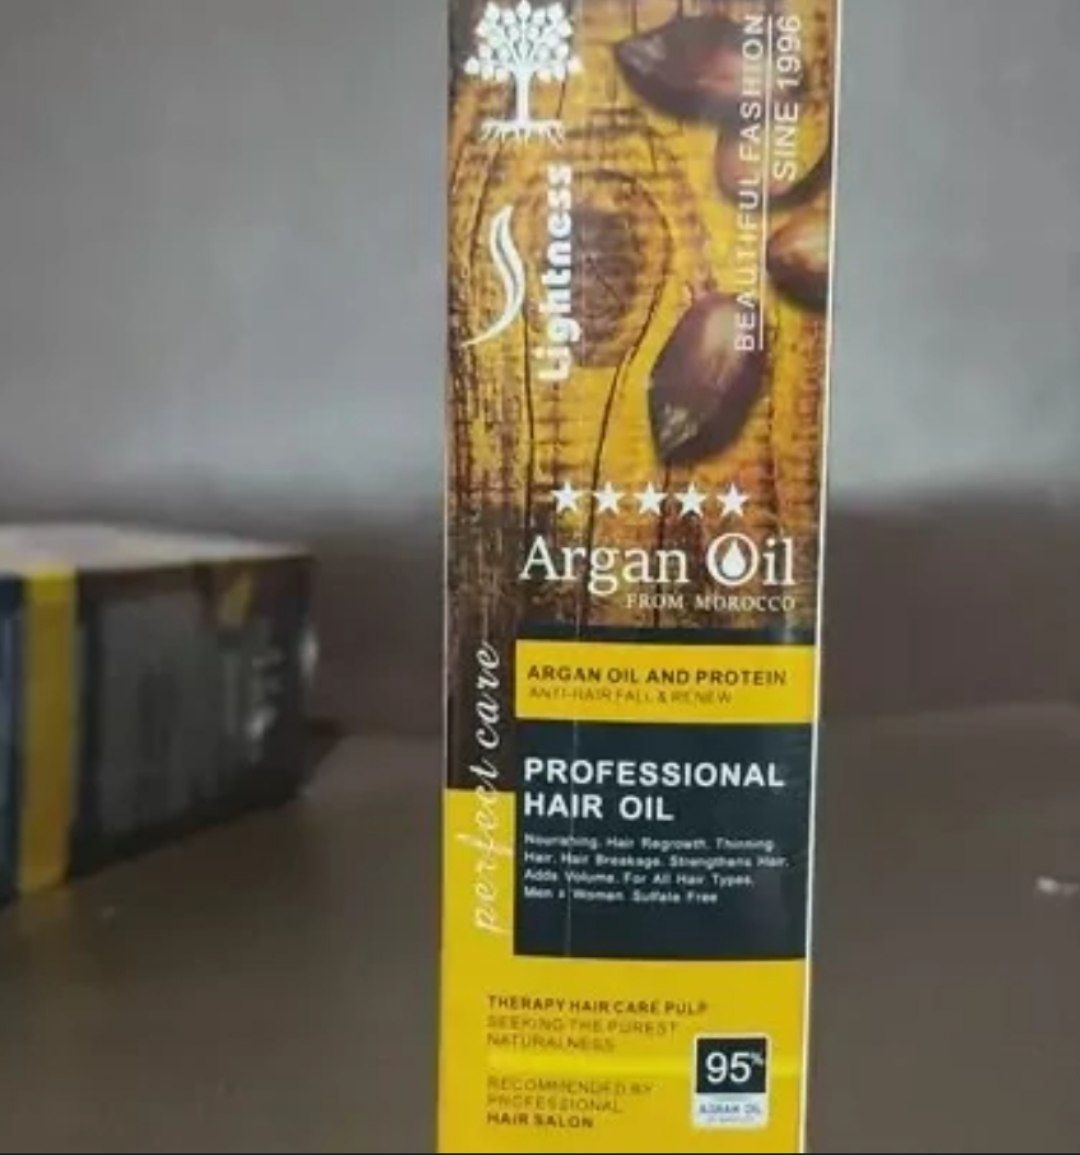 Lightness
BEAUTIFUL FASHION
SINE 1996
Argan Oil
FROM MOROCCO
perfect care
ARGAN OIL AND PROTEIN
ANTI-HAIR FALL & RENEW
PROFESSIONAL
HAIR OIL
Nourishing. Hair Regrowth. Thinning
Hair. Hair Breakage. Strengthens Hair.
Adds Volume. For All Hair Types.
Men & Women Sulfate Free
THERAPY HAIR CARE PULP
SEEKING THE PUREST
NATURALNESS
RECOMMENDED BY
PROFESSIONAL
HAIR SALON
95%
OIL